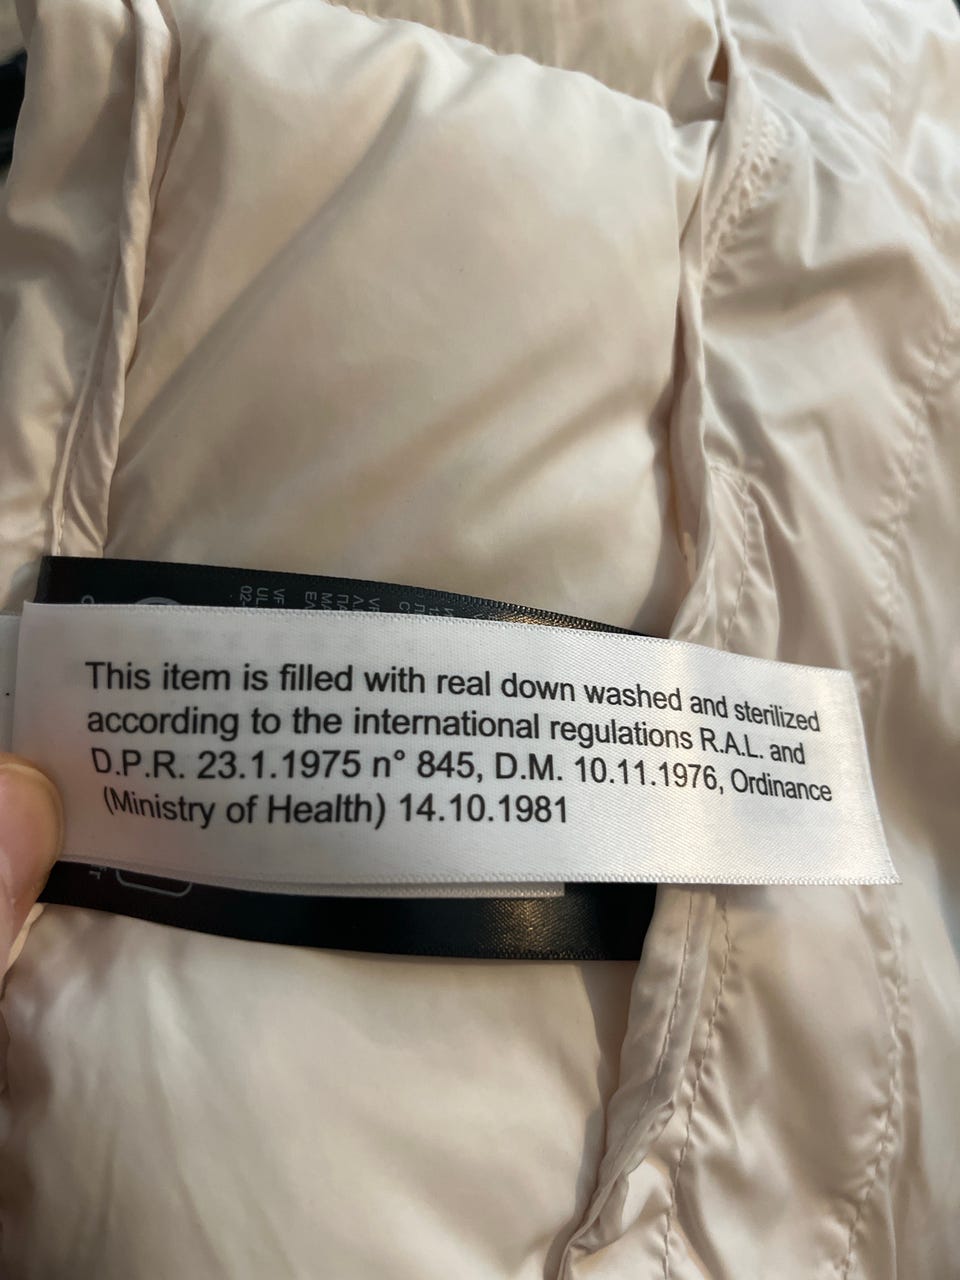 This item is filled with real down washed and sterilized
according to the international regulations R.A.L. and
D.P.R. 23.1.1975 n° 845, D.M. 10.11.1976, Ordinance
(Ministry of Health) 14.10.1981